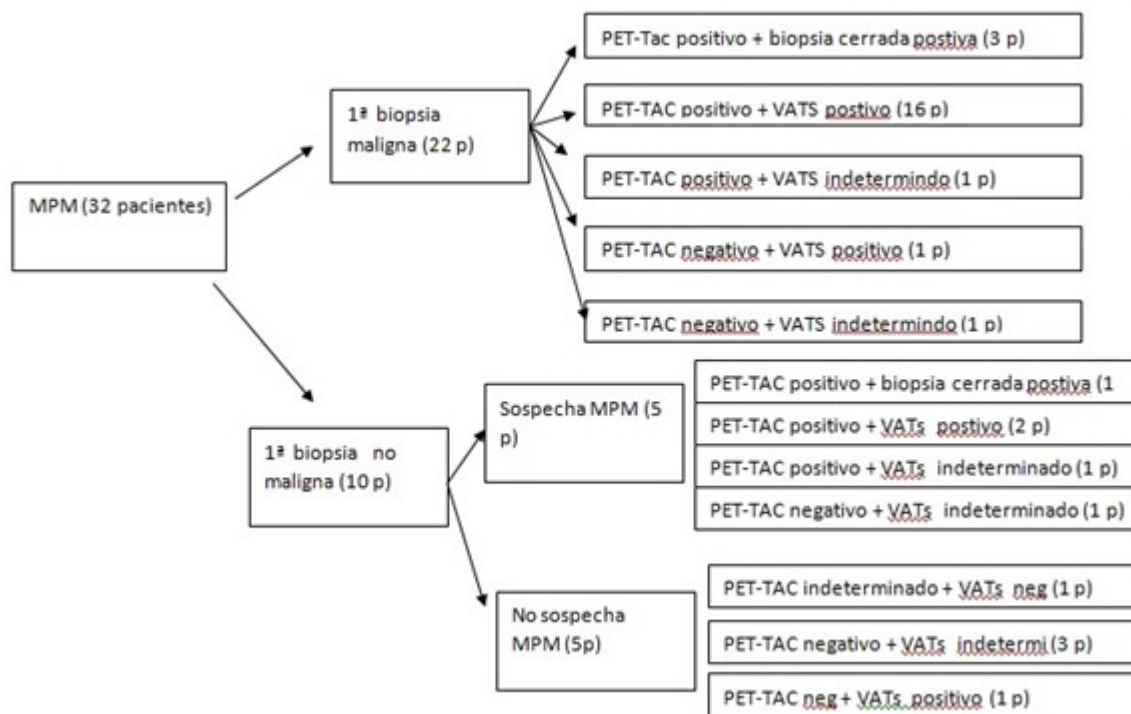 PET-Tac positivo + biopsia cerrada postiva (3 p)
1ª biopsia
maligna (22 p)
PET-TAC positivo + VATS postivo (16 p)
PET-TAC positivo + VATS indetermindo (1 p)
MPM (32 pacientes)
PET-TAC negativo + VATS positivo (1 p)
PET-TAC negativo + VATS indetermindo (1 p)
1ª biopsia no
maligna (10 p)
Sospecha MPM (5
p)
PET-TAC positivo + biopsia cerrada postiva (1
PET-TAC positivo + VATs postivo (2 p)
PET-TAC positivo + VATs indeterminado (1 p)
PET-TAC negativo + VATs indeterminado (1 p)
No sospecha
MPM (5p)
PET-TAC indeterminado + VATs neg (1 p)
PET-TAC negativo + VATs indetermi (3 p)
PET-TAC neg + VATs positivo (1 p)